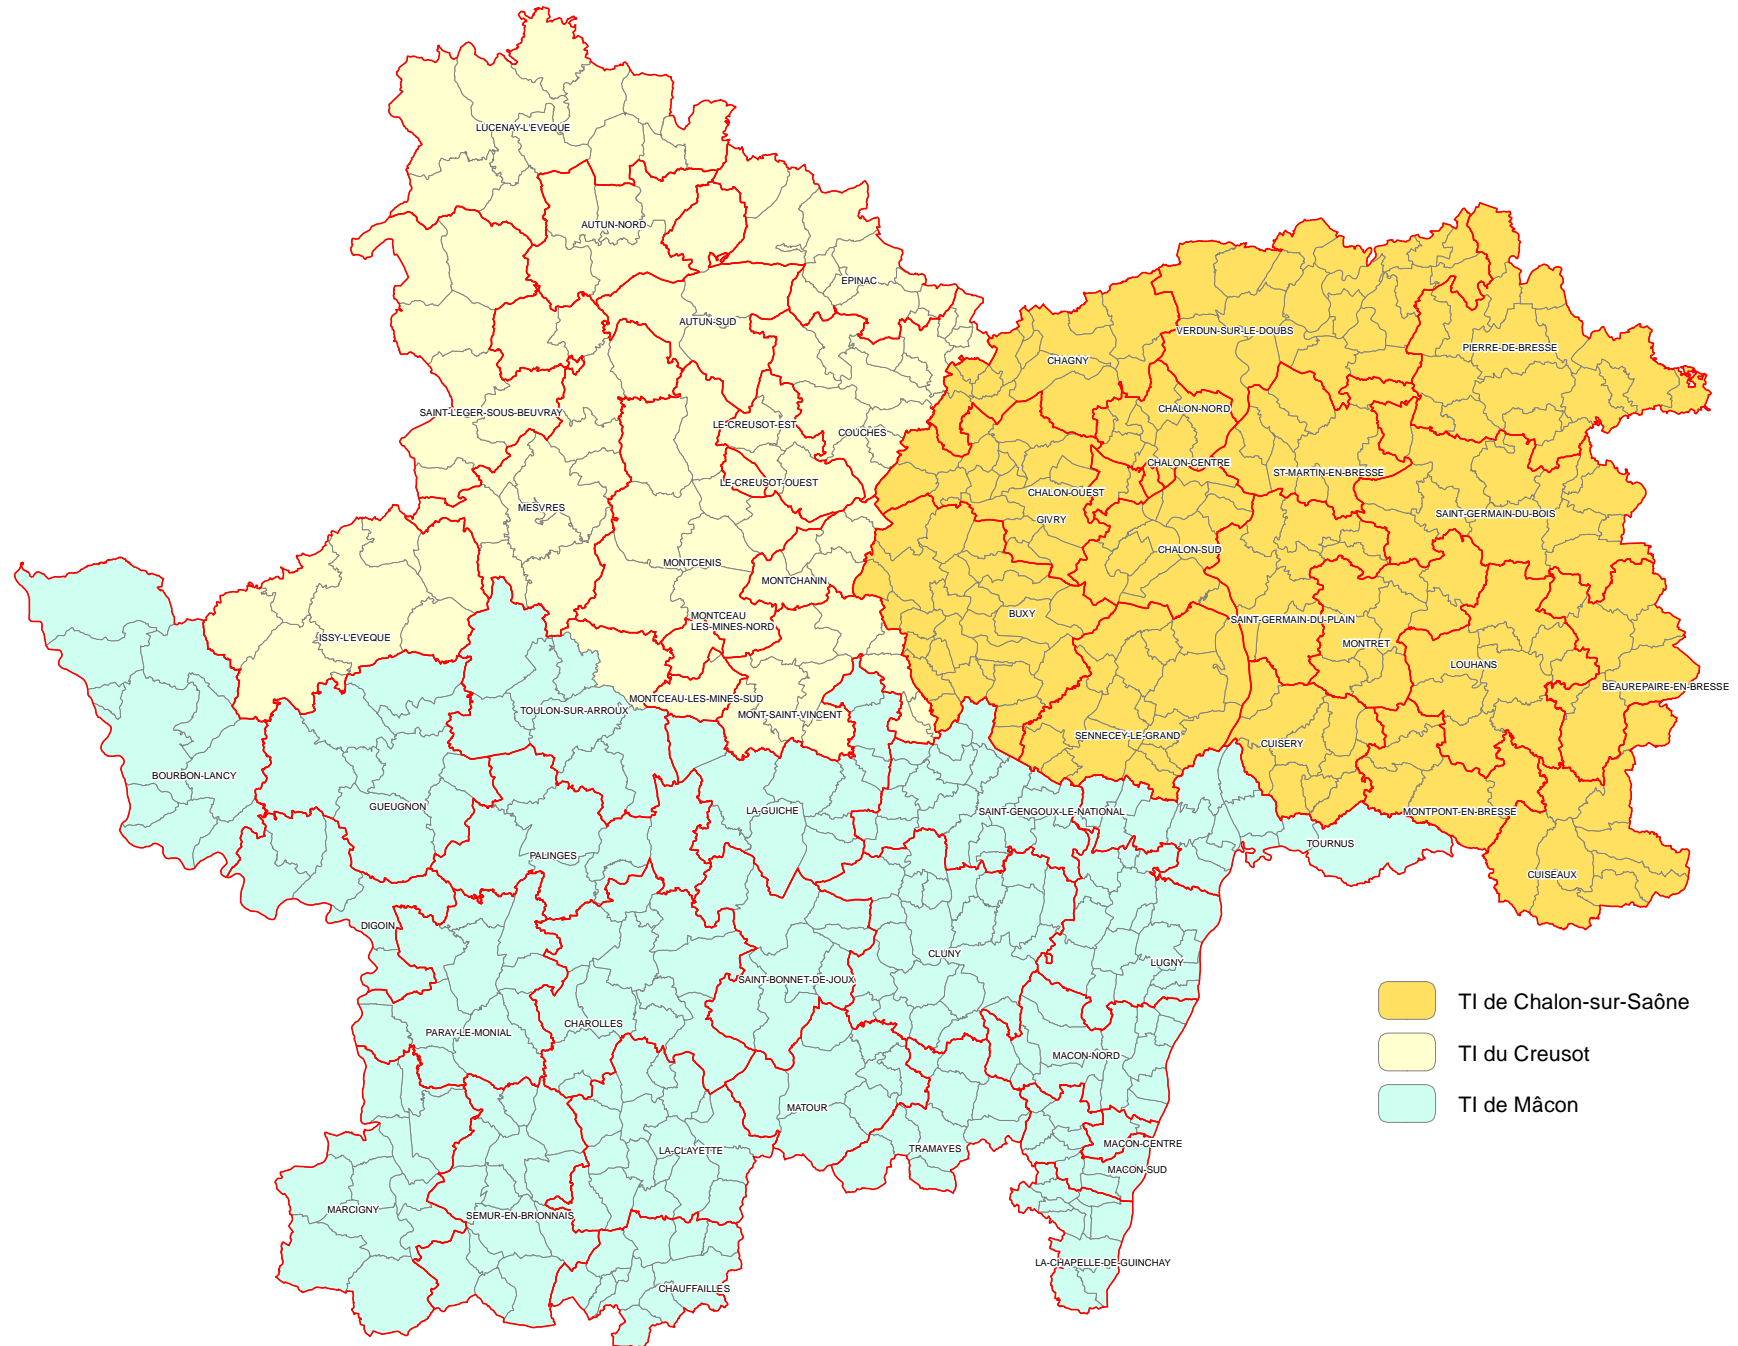 LUCENAY-L'EVEQUE
AUTUN-NORD
EPINAC
AUTUN-SUD
VERDUN-SUR-LE-DOUBS
PIERRE-DE-BRESSE
CHAGNY
CHALON-NORD
SAINT-LEGER-SOUS-BEUVRAY
LE-CREUSOT-EST
COUCHES
CHALON-CENTRE
ST-MARTIN-EN-BRESSE
LE-CREUSOT-OUEST
CHALON-OUEST
MESVRES
GIVRY
SAINT-GERMAIN-DU-BOIS
CHALON-SUD
MONTCENIS
MONTCHANIN
MONTCEAU
LES-MINES-NORD
BUXY
SAINT-GERMAIN-DU-PLAIN
ISSY-L'EVEQUE
MONTRET
LOUHANS
BEAUREPAIRE-EN-BRESSE
MONTCEAU-LES-MINES-SUD
TOULON-SUR-ARROUX
MONT-SAINT-VINCENT
SENNECEY-LE-GRAND
CUISERY
BOURBON-LANCY
GUEUGNON
LA-GUICHE
SAINT-GENGOUX-LE-NATIONAL
MONTPONT-EN-BRESSE
TOURNUS
PALINGES
CUISEAUX
DIGOIN
CLUNY
LUGNY
SAINT-BONNET-DE-JOUX
TI de Chalon-sur-Saône
PARAY-LE-MONIAL
CHAROLLES
TI du Creusot
MACON-NORD
MATOUR
TI de Mâcon
LA-CLAYETTE
TRAMAYES
MACON-CENTRE
MACON-SUD
MARCIGNY
SEMUR-EN-BRIONNAIS
LA-CHAPELLE-DE-GUINCHAY
CHAUFFAILLES